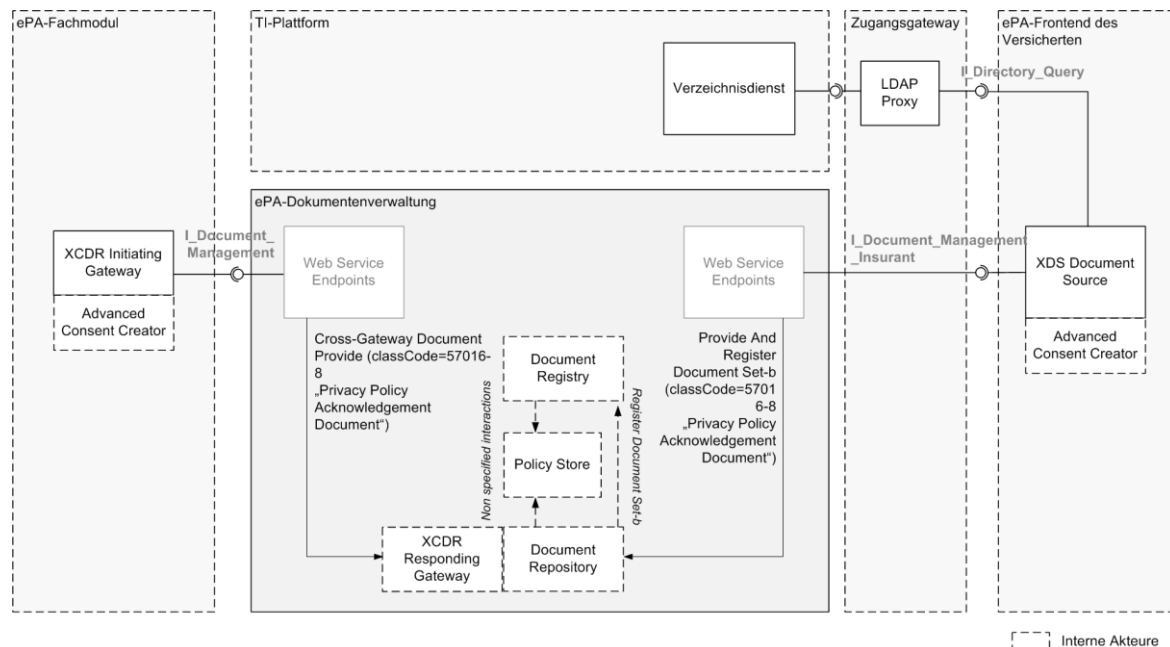 ePA-Fachmodul
TI-Plattform
Zugangsgateway
ePA-Frontend des
Versicherten
Verzeichnisdienst
LDAP
Proxy
I_Directory_Query
ePA-Dokumentenverwaltung
XCDR Initiating
Gateway
Advanced
Consent Creator
I_Document_
Management
Web Service
Endpoints
Web Service
Endpoints
I_Document_Management
_Insurant
XDS Document
Source
Advanced
Consent Creator
Cross-Gateway Document
Provide (classCode=57016-
8
„Privacy Policy
Acknowledgement
Document“)
Document
Registry
Policy Store
Non specified interactions
Register Document Set-b
Provide And
Register
Document Set-b
(classCode=5701
6-8
„Privacy Policy
Acknowledgement
Document“)
XCDR
Responding
Gateway
Document
Repository
Interne Akteure